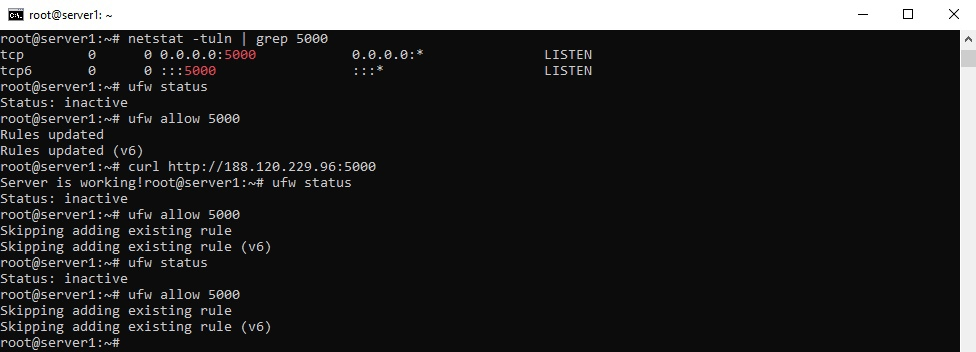 root@server1: ~
root@server1:~# netstat -tuln | grep 5000
tcp        0      0 0.0.0.0:5000            0.0.0.0:*               LISTEN
tcp6       0      0 :::5000                 :::*                    LISTEN
root@server1:~# ufw status
Status: inactive
root@server1:~# ufw allow 5000
Rules updated
Rules updated (v6)
root@server1:~# curl http://188.120.229.96:5000
Server is working!root@server1:~# ufw status
Status: inactive
root@server1:~# ufw allow 5000
Skipping adding existing rule
Skipping adding existing rule (v6)
root@server1:~# ufw status
Status: inactive
root@server1:~# ufw allow 5000
Skipping adding existing rule
Skipping adding existing rule (v6)
root@server1:~#